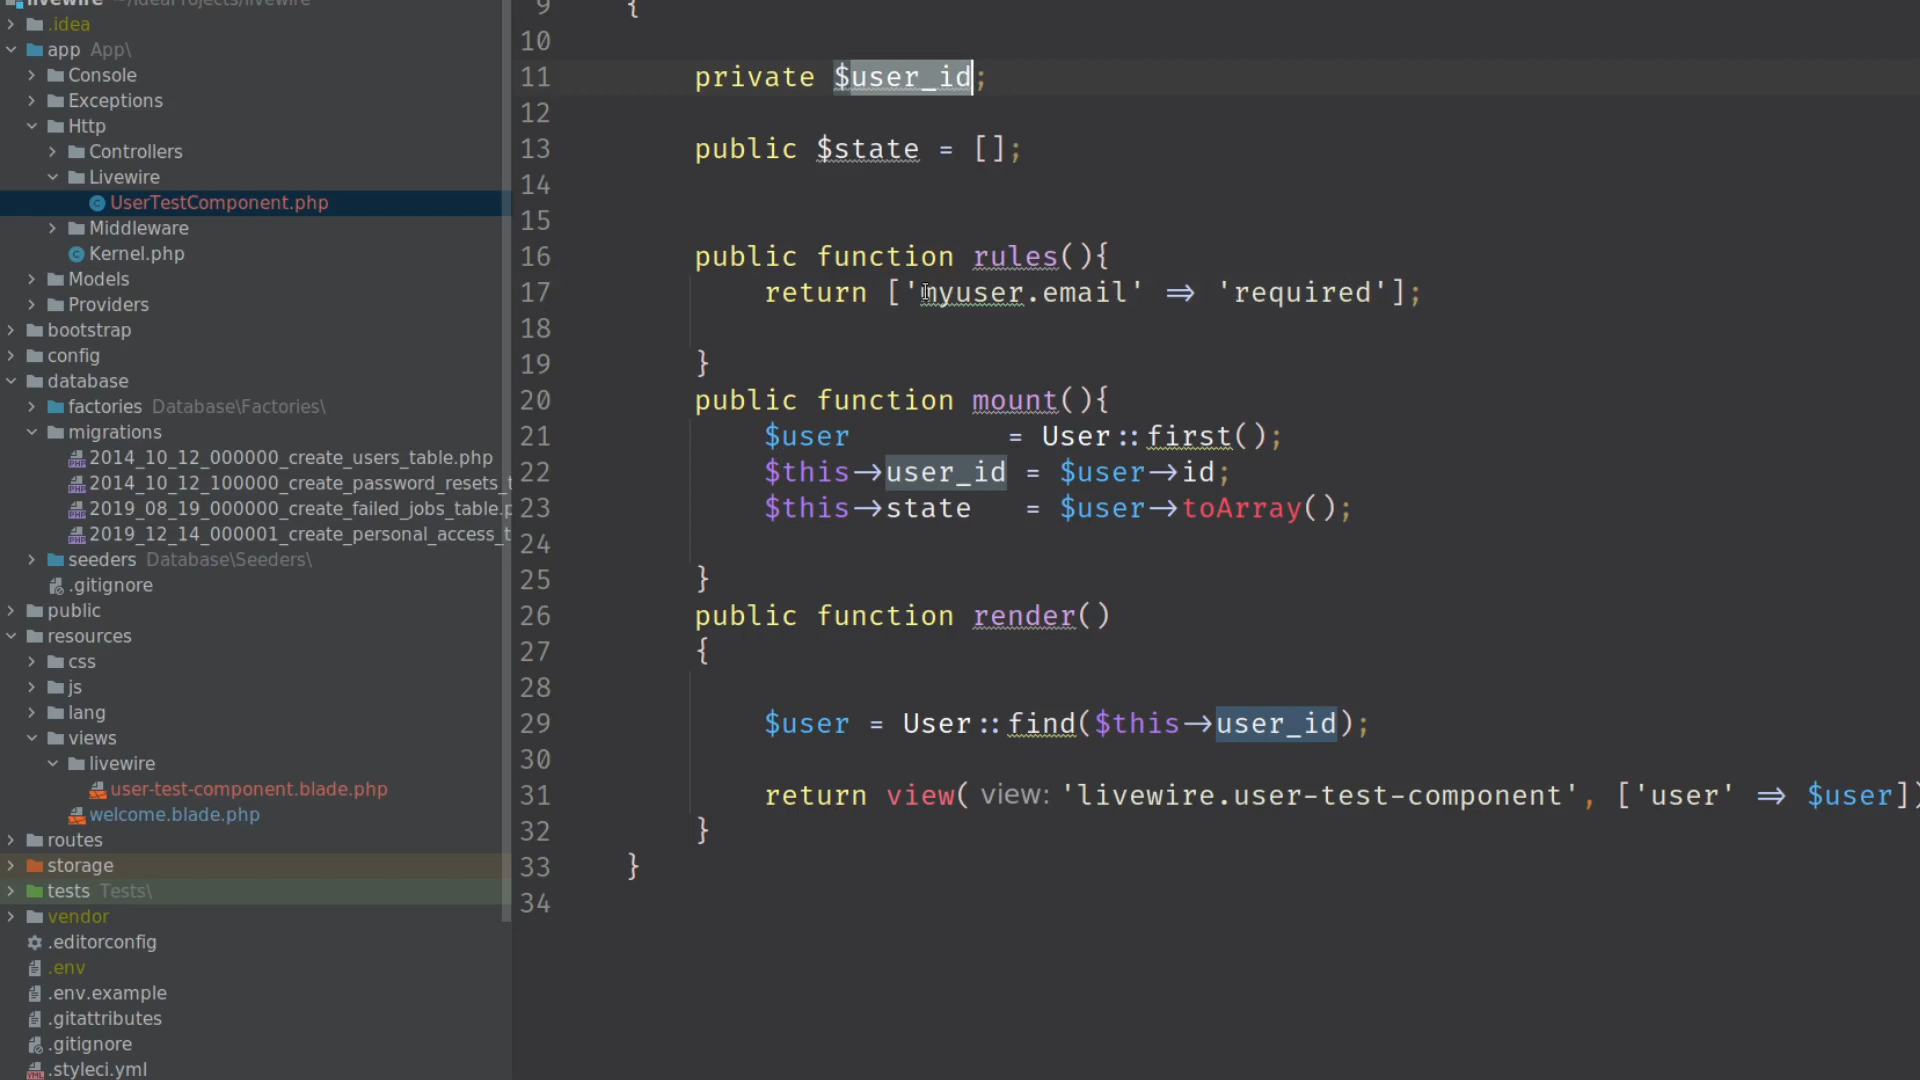 livewire ~/IdeaProjects/livewire
.idea
app App\
Console
Exceptions
Http
Controllers
Livewire
UserTestComponent.php
Middleware
Kernel.php
Models
Providers
bootstrap
config
database
factories Database\Factories\
migrations
2014_10_12_000000_create_users_table.php
2014_10_12_100000_create_password_resets_t
2019_08_19_000000_create_failed_jobs_table.p
2019_12_14_000001_create_personal_access_t
seeders Database\Seeders\
.gitignore
public
resources
css
js
lang
views
livewire
user-test-component.blade.php
welcome.blade.php
routes
storage
tests Tests\
vendor
.editorconfig
.env
.env.example
.gitattributes
.gitignore
.styleci.yml
9 {
10
11 private $user_id;
12
13 public $state = [];
14
15
16 public function rules(){
17 return ['myuser.email' => 'required'];
18
19 }
20 public function mount(){
21 $user = User::first();
22 $this->user_id = $user->id;
23 $this->state = $user->toArray();
24
25 }
26 public function render()
27 {
28
29 $user = User::find($this->user_id);
30
31 return view( view: 'livewire.user-test-component', ['user' => $user])
32 }
33 }
34